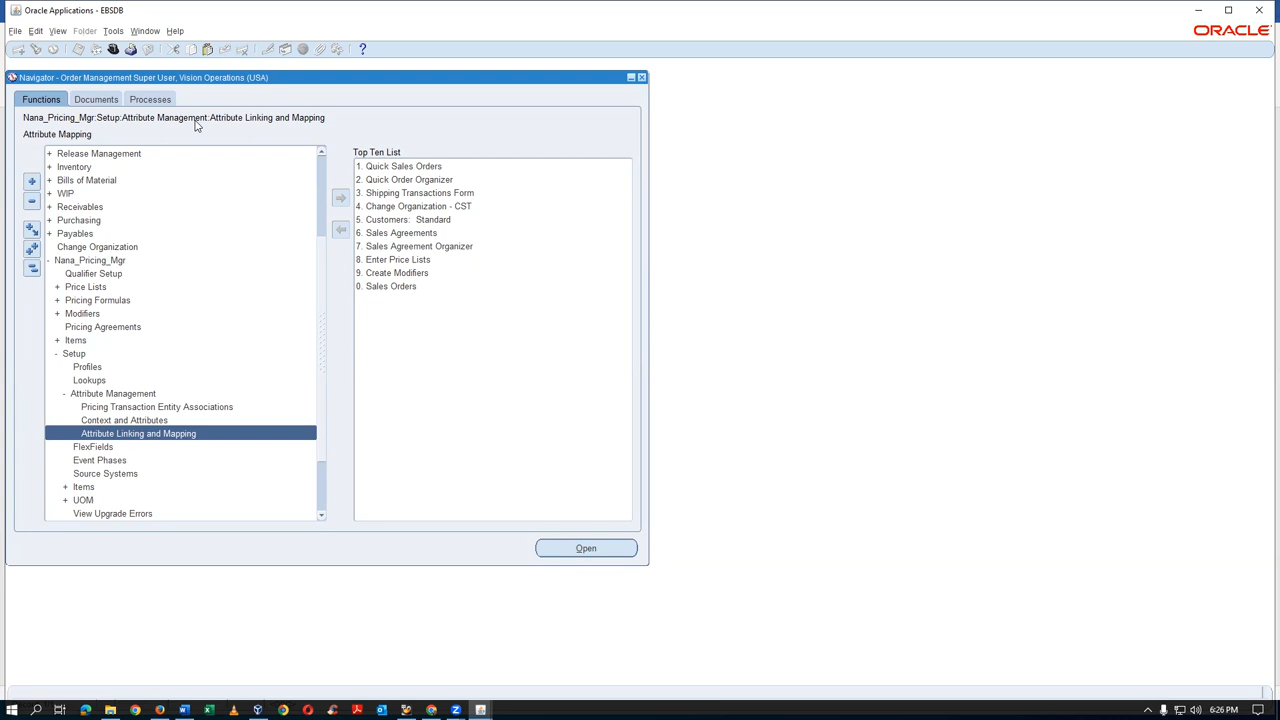 Oracle Applications - EBSDB
File Edit View Folder Tools Window Help
ORACLE
Navigator - Order Management Super User, Vision Operations (USA)
Functions Documents Processes
Nana_Pricing_Mgr:Setup:Attribute Management:Attribute Linking and Mapping
Attribute Mapping
+ Release Management
+ Inventory
+ Bills of Material
+ WIP
+ Receivables
+ Purchasing
+ Payables
Change Organization
- Nana_Pricing_Mgr
Qualifier Setup
+ Price Lists
+ Pricing Formulas
+ Modifiers
Pricing Agreements
+ Items
- Setup
Profiles
Lookups
- Attribute Management
Pricing Transaction Entity Associations
Context and Attributes
Attribute Linking and Mapping
FlexFields
Event Phases
Source Systems
+ Items
+ UOM
View Upgrade Errors
Top Ten List
1. Quick Sales Orders
2. Quick Order Organizer
3. Shipping Transactions Form
4. Change Organization - CST
5. Customers: Standard
6. Sales Agreements
7. Sales Agreement Organizer
8. Enter Price Lists
9. Create Modifiers
0. Sales Orders
Open
6:26 PM